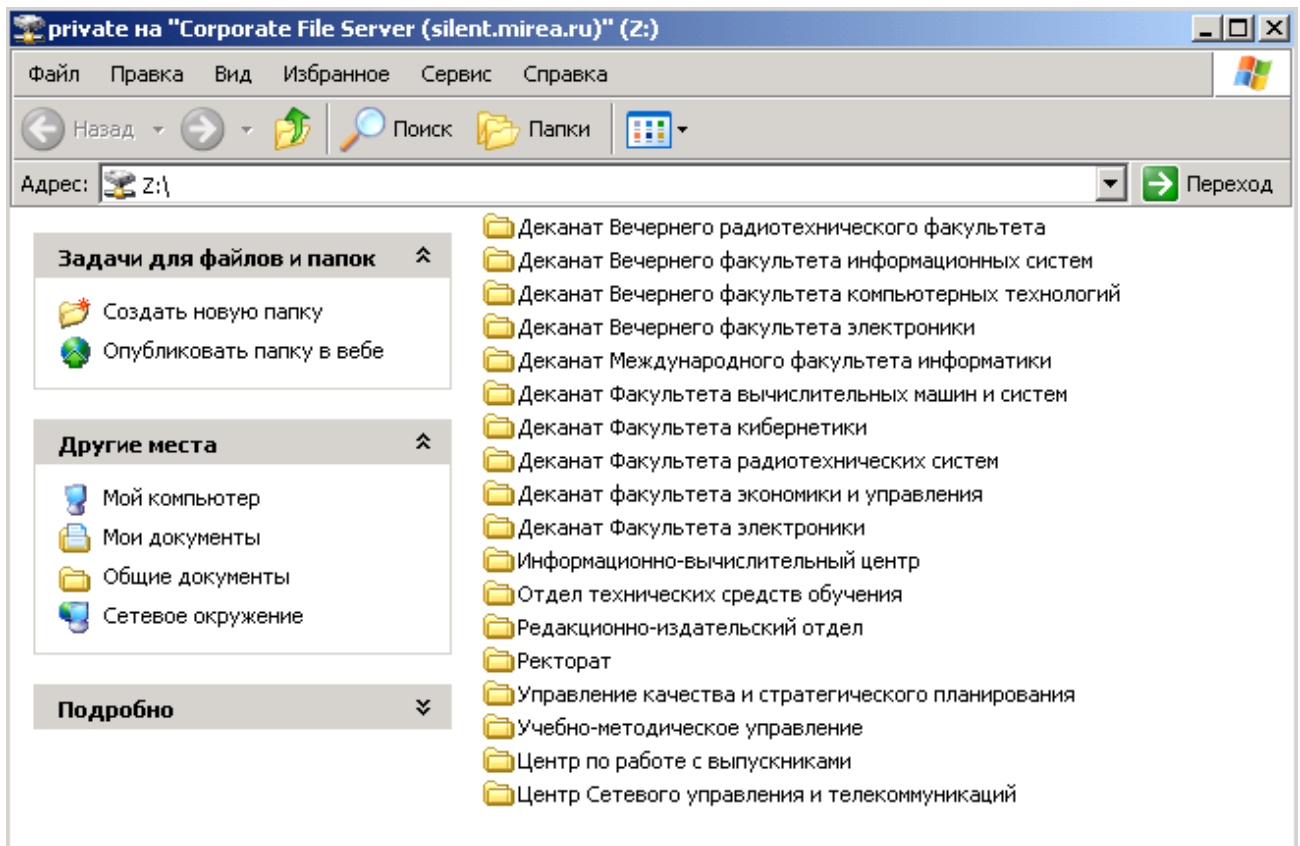 private на "Corporate File Server (silent.mirea.ru)" (Z:)
Файл Правка Вид Избранное Сервис Справка
Назад Поиск Папки
Адрес: Z:\ Переход
Задачи для файлов и папок
Создать новую папку
Опубликовать папку в вебе
Другие места
Мой компьютер
Мои документы
Общие документы
Сетевое окружение
Подробно
Деканат Вечернего радиотехнического факультета
Деканат Вечернего факультета информационных систем
Деканат Вечернего факультета компьютерных технологий
Деканат Вечернего факультета электроники
Деканат Международного факультета информатики
Деканат Факультета вычислительных машин и систем
Деканат Факультета кибернетики
Деканат Факультета радиотехнических систем
Деканат факультета экономики и управления
Деканат Факультета электроники
Информационно-вычислительный центр
Отдел технических средств обучения
Редакционно-издательский отдел
Ректорат
Управление качества и стратегического планирования
Учебно-методическое управление
Центр по работе с выпускниками
Центр Сетевого управления и телекоммуникаций